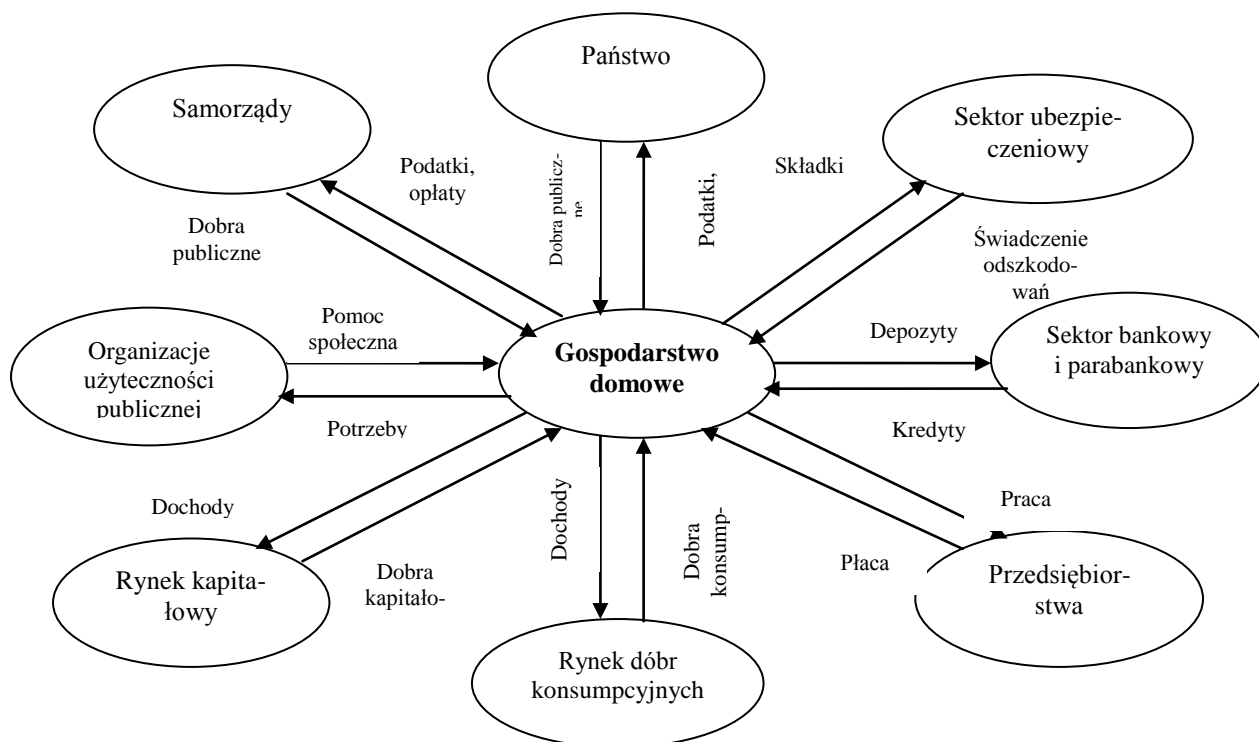 Państwo
Samorządy
Sektor ubezpie-
czeniowy
Podatki,
opłaty
Dobra publicz-
ne
Podatki,
Składki
Dobra
publiczne
Świadczenie
odszkodo-
wań
Pomoc
społeczna
Gospodarstwo
domowe
Depozyty
Sektor bankowy
i parabankowy
Organizacje
użyteczności
publicznej
Potrzeby
Kredyty
Dochody
Dochody
Dobra
konsump-
Praca
Rynek kapita-
łowy
Dobra
kapitało-
Płaca
Przedsiębior-
stwa
Rynek dóbr
konsumpcyjnych